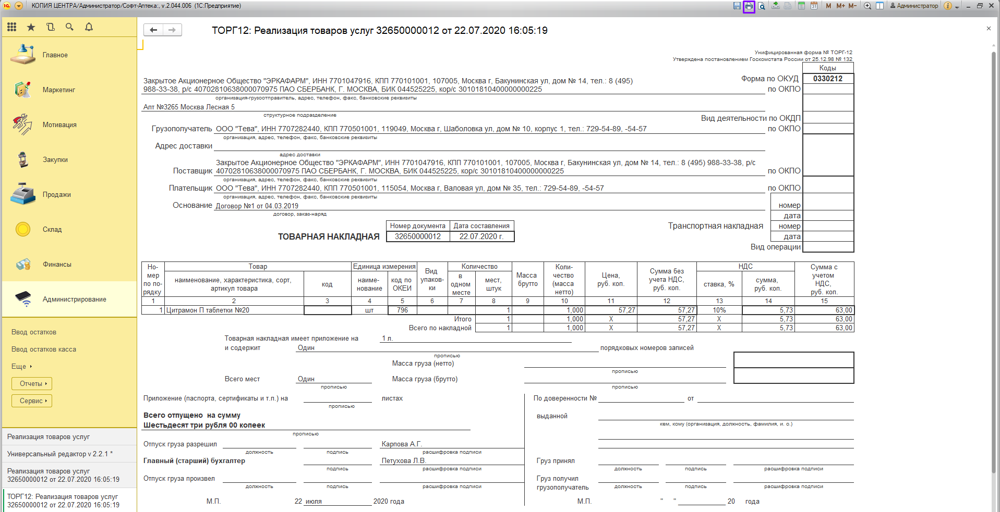 КОПИЯ ЦЕНТРА/Администратор/Софт-Аптека:, v.2.044.006 (1С:Предприятие)
М М+ М- Администратор
ТОРГ12: Реализация товаров услуг 32650000012 от 22.07.2020 16:05:19
Главное
Маркетинг
Мотивация
Закупки
Продажи
Склад
Финансы
Администрирование
Ввод остатков
Ввод остатков касса
Еще
Отчеты
Сервис
Реализация товаров услуг
Универсальный редактор v 2.2.1 *
Реализация товаров услуг
32650000012 от 22.07.2020 16:05:19
ТОРГ12: Реализация товаров услуг
32650000012 от 22.07.2020 16:05:19
Унифицированная форма № ТОРГ-12
Утверждена постановлением Госкомстата России от 25.12.98 № 132
Коды
Форма по ОКУД 0330212
Закрытое Акционерное Общество "ЭРКАФАРМ", ИНН 7701047916, КПП 770101001, 107005, Москва г, Бакунинская ул, дом № 14, тел.: 8 (495)
988-33-38, р/с 40702810638000070975 ПАО СБЕРБАНК, Г. МОСКВА, БИК 044525225, кор/с 30101810400000000225 по ОКПО
организация-грузоотправитель, адрес, телефон, факс, банковские реквизиты
Апт №3265 Москва Лесная 5
структурное подразделение
Вид деятельности по ОКДП
Грузополучатель ООО "Тева", ИНН 7707282440, КПП 770501001, 119049, Москва г, Шаболовка ул, дом № 10, корпус 1, тел.: 729-54-89, -54-57 по ОКПО
организация, адрес, телефон, факс, банковские реквизиты
Адрес доставки
адрес доставки
Закрытое Акционерное Общество "ЭРКАФАРМ", ИНН 7701047916, КПП 770101001, 107005, Москва г, Бакунинская ул, дом № 14, тел.: 8 (495) 988-33-38, р/с
Поставщик 40702810638000070975 ПАО СБЕРБАНК, Г. МОСКВА, БИК 044525225, кор/с 30101810400000000225 по ОКПО
организация, адрес, телефон, факс, банковские реквизиты
Плательщик ООО "Тева", ИНН 7707282440, КПП 770501001, 115054, Москва г, Валовая ул, дом № 35, тел.: 729-54-89, -54-57 по ОКПО
организация, адрес, телефон, факс, банковские реквизиты
Основание Договор №1 от 04.03.2019 номер
договор, заказ-наряд дата
Номер документа Дата составления Транспортная накладная номер
ТОВАРНАЯ НАКЛАДНАЯ 32650000012 22.07.2020 г. дата
Вид операции
Но-мер по по-рядку Товар Единица измерения Вид упаков-ки Количество Масса брутто Коли-чество (масса нетто) Цена, руб. коп. Сумма без учета НДС, руб. коп. НДС Сумма с учетом НДС, руб. коп.
наименование, характеристика, сорт, артикул товара код наиме-нование код по ОКЕИ в одном месте мест, штук ставка, % сумма, руб. коп.
1 2 3 4 5 6 7 8 9 10 11 12 13 14 15
1 Цитрамон П таблетки №20 шт 796 1 1,000 57,27 57,27 10% 5,73 63,00
Итого 1 1,000 X 57,27 X 5,73 63,00
Всего по накладной 1 1,000 X 57,27 X 5,73 63,00
Товарная накладная имеет приложение на 1 л.
и содержит Один порядковых номеров записей
прописью
Масса груза (нетто)
прописью
Всего мест Один Масса груза (брутто)
прописью прописью
Приложение (паспорта, сертификаты и т.п.) на листах По доверенности № от
прописью
Всего отпущено на сумму выданной
Шестьдесят три рубля 00 копеек кем, кому (организация, должность, фамилия, и. о.)
прописью
Отпуск груза разрешил Карпова А.Г.
должность подпись расшифровка подписи
Главный (старший) бухгалтер Петухова Л.В. Груз принял
подпись расшифровка подписи должность подпись расшифровка подписи
Отпуск груза произвел Груз получил грузополучатель
должность подпись расшифровка подписи должность подпись расшифровка подписи
М.П. 22 июля 2020 года М.П. " " 20 года